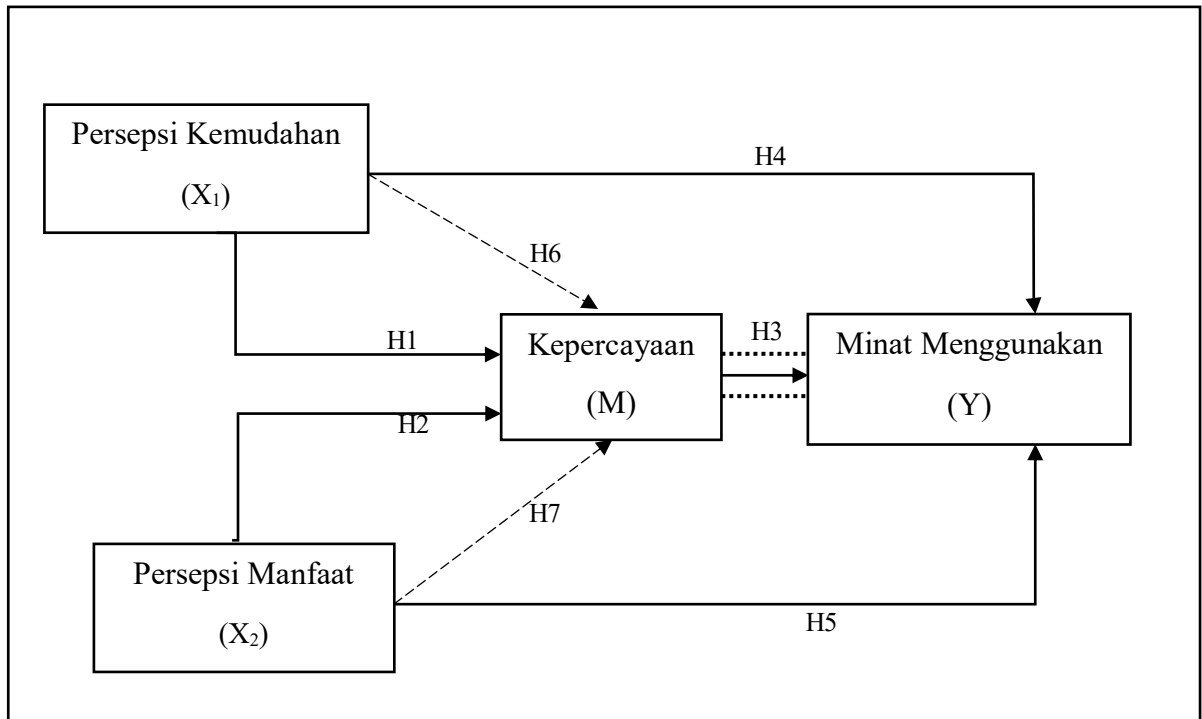 Persepsi Kemudahan
(X₁)
H4
H6
H1
Kepercayaan
(M)
H3
Minat Menggunakan
(Y)
H2
H7
Persepsi Manfaat
(X₂)
H5